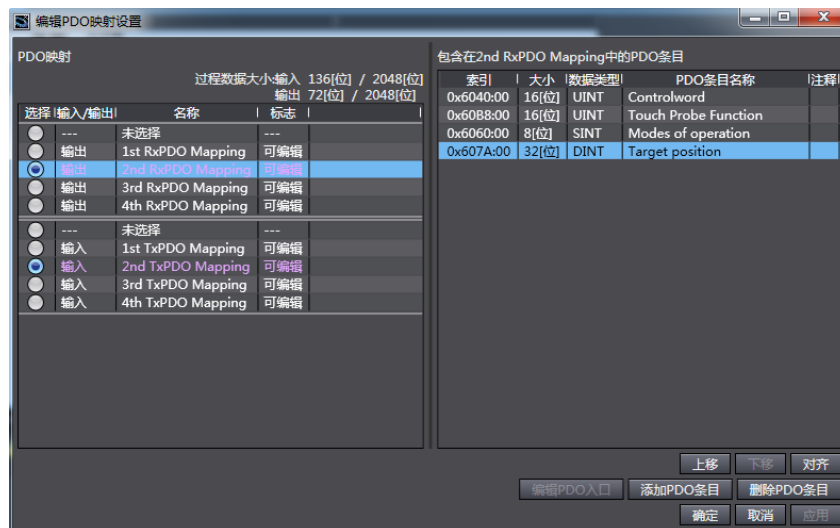 编辑PDO映射设置
PDO映射
过程数据大小:输入 136[位] / 2048[位]
输出 72[位] / 2048[位]
选择 输入/输出 名称 标志
--- 未选择 ---
输出 1st RxPDO Mapping 可编辑
输出 2nd RxPDO Mapping 可编辑
输出 3rd RxPDO Mapping 可编辑
输出 4th RxPDO Mapping 可编辑
--- 未选择 ---
输入 1st TxPDO Mapping 可编辑
输入 2nd TxPDO Mapping 可编辑
输入 3rd TxPDO Mapping 可编辑
输入 4th TxPDO Mapping 可编辑
包含在2nd RxPDO Mapping中的PDO条目
索引 大小 数据类型 PDO条目名称 注释
0x6040:00 16[位] UINT Controlword
0x60B8:00 16[位] UINT Touch Probe Function
0x6060:00 8[位] SINT Modes of operation
0x607A:00 32[位] DINT Target position
上移 下移 对齐
编辑PDO入口 添加PDO条目 删除PDO条目
确定 取消 应用